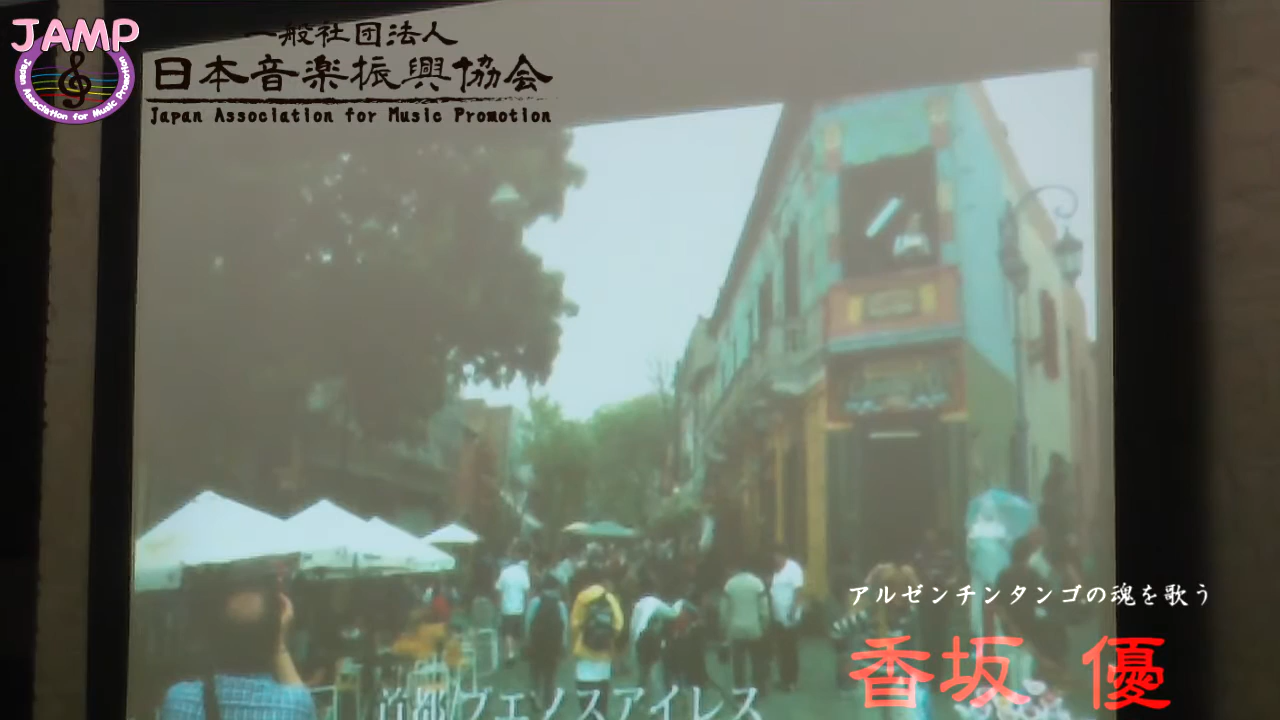 JAMP
Japan Association for Music Promotion
一般社団法人
日本音楽振興協会
Japan Association for Music Promotion
アルゼンチンタンゴの魂を歌う
香坂 優
首都ブエノスアイレス